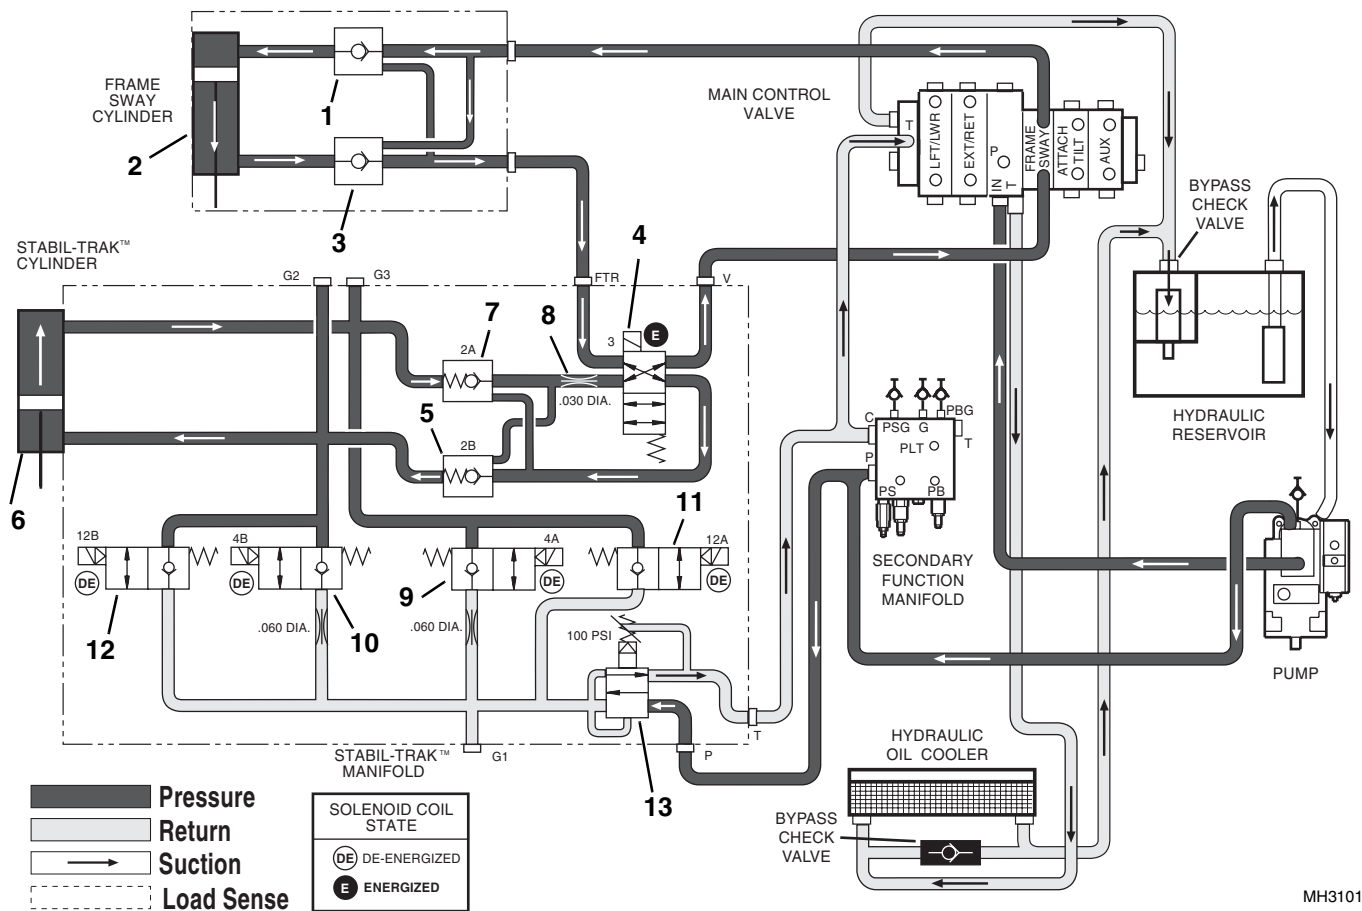 FRAME
SWAY
CYLINDER
1
2
3
MAIN CONTROL
VALVE
T
LFT/LWR
EXT/RET
P
IN
T
FRAME
SWAY
ATTACH
TILT
AUX
BYPASS
CHECK
VALVE
STABIL-TRAK™
CYLINDER
G2
G3
FTR
4
V
3
E
7
8
2A
.030 DIA.
5
2B
6
HYDRAULIC
RESERVOIR
C
PSG
G
PBG
T
PLT
P
PS
PB
SECONDARY
FUNCTION
MANIFOLD
11
12B
DE
4B
DE
4A
DE
12A
DE
9
12
.060 DIA.
10
.060 DIA.
100 PSI
PUMP
T
STABIL-TRAK™
MANIFOLD
G1
P
13
HYDRAULIC
OIL COOLER
BYPASS
CHECK
VALVE
Pressure
Return
Suction
Load Sense
SOLENOID COIL
STATE
DE DE-ENERGIZED
E ENERGIZED
MH3101